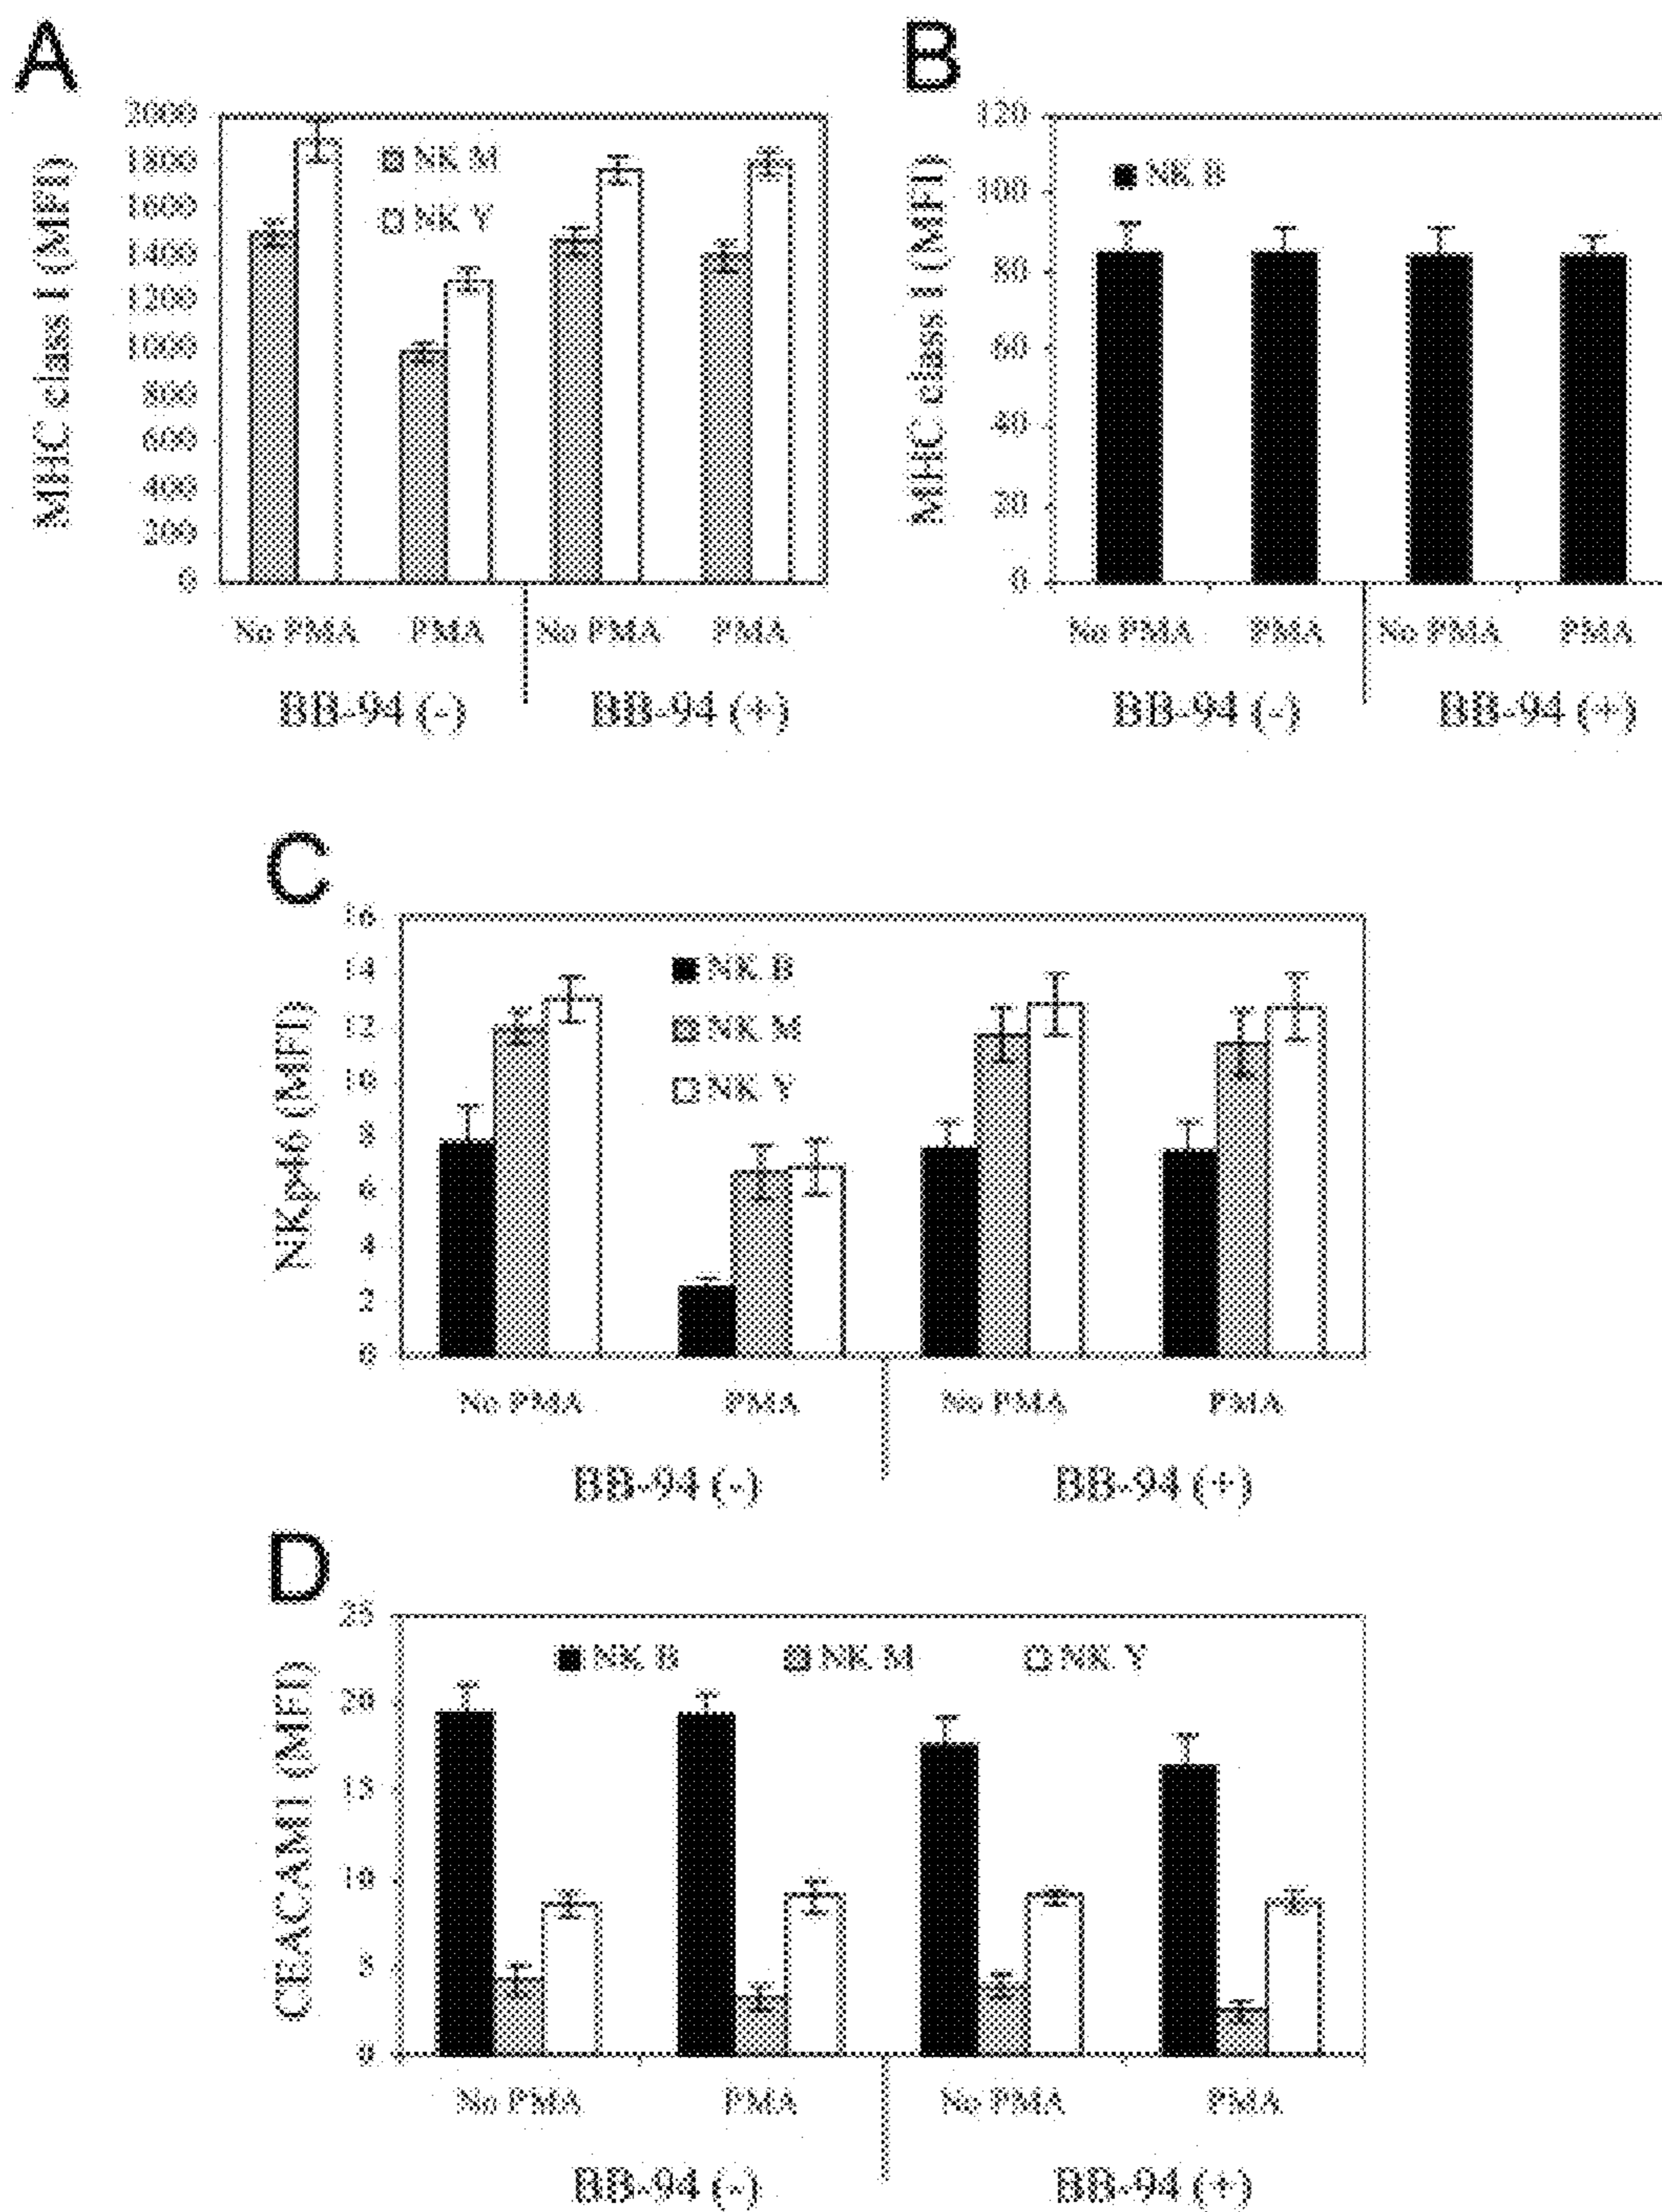 A
MHC class I (MFI)
2000
1800
1600
1400
1200
1000
800
600
400
200
0
NK M
NK Y
No PMA PMA No PMA PMA
BB-94 (-) BB-94 (+)
B
MHC class I (MFI)
120
100
80
60
40
20
0
NK B
No PMA PMA No PMA PMA
BB-94 (-) BB-94 (+)
C
NKp46 (MFI)
16
14
12
10
8
6
4
2
0
NK B
NK M
NK Y
No PMA PMA No PMA PMA
BB-94 (-) BB-94 (+)
D
CEACAM1 (MFI)
25
20
15
10
5
0
NK B NK M NK Y
No PMA PMA No PMA PMA
BB-94 (-) BB-94 (+)